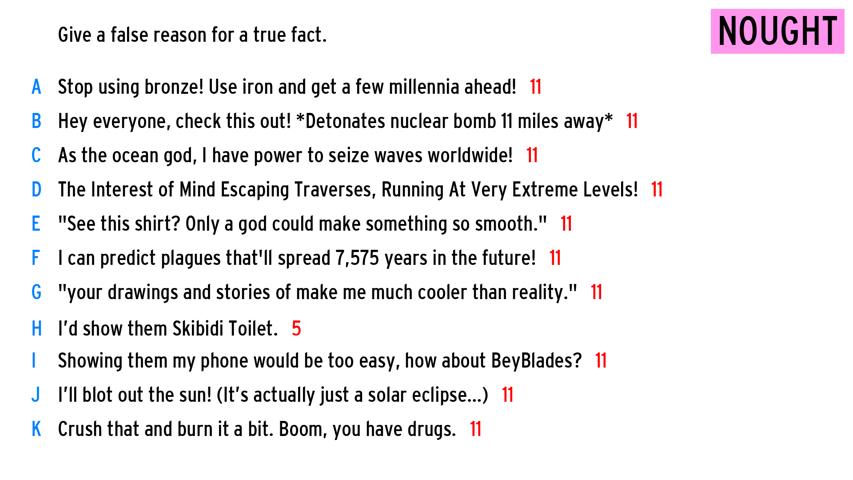 Give a false reason for a true fact.
NOUGHT
A Stop using bronze! Use iron and get a few millennia ahead! 11
B Hey everyone, check this out! *Detonates nuclear bomb 11 miles away* 11
C As the ocean god, I have power to seize waves worldwide! 11
D The Interest of Mind Escaping Traverses, Running At Very Extreme Levels! 11
E "See this shirt? Only a god could make something so smooth." 11
F I can predict plagues that'll spread 7,575 years in the future! 11
G "your drawings and stories of make me much cooler than reality." 11
H I’d show them Skibidi Toilet. 5
I Showing them my phone would be too easy, how about BeyBlades? 11
J I’ll blot out the sun! (It’s actually just a solar eclipse...) 11
K Crush that and burn it a bit. Boom, you have drugs. 11